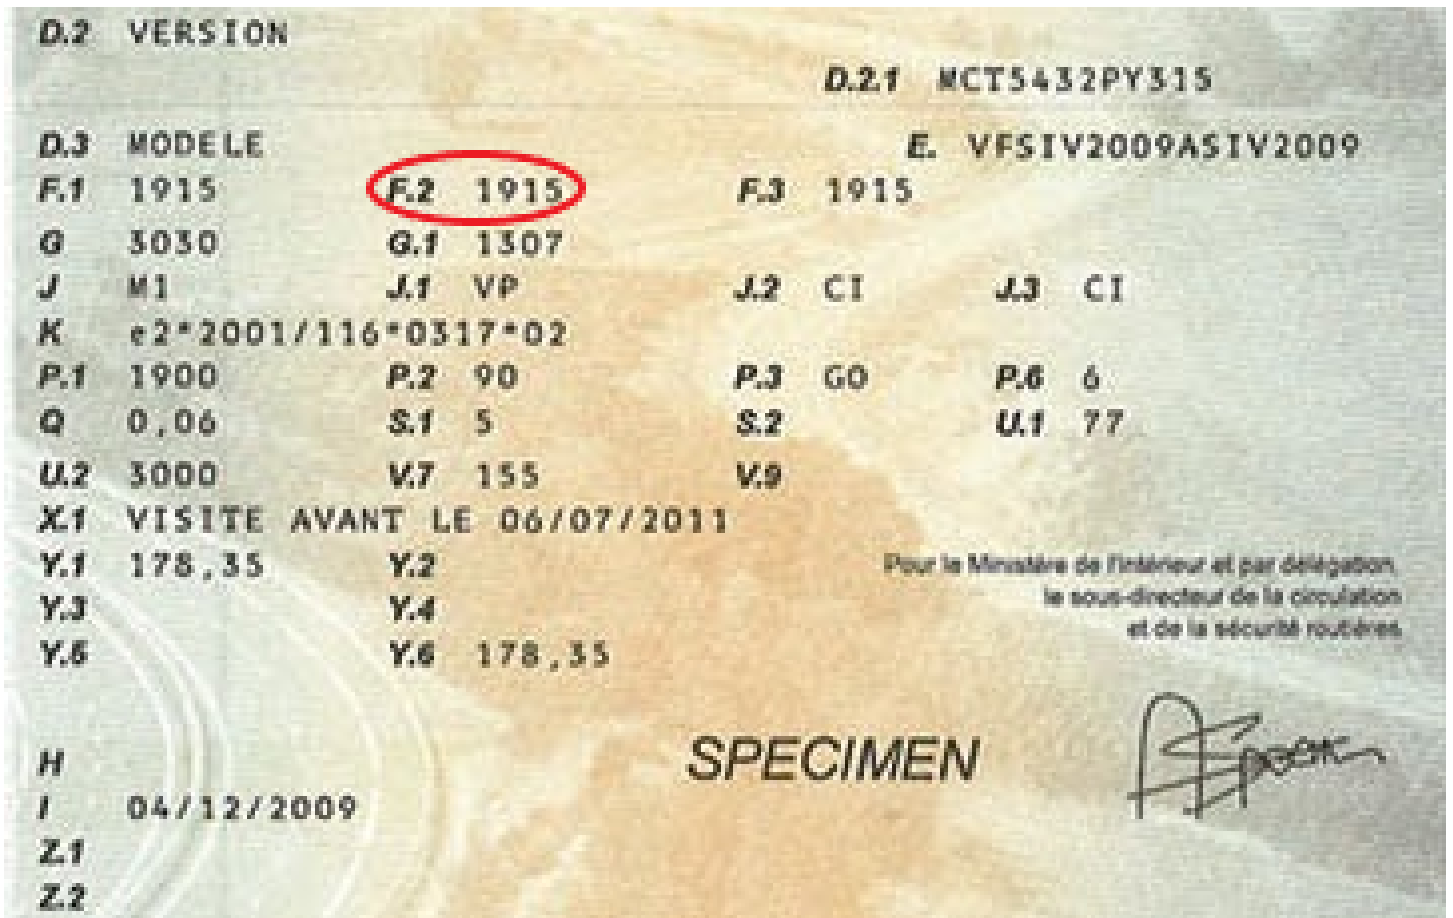 D.2 VERSION
D.2.1 MCT5432PY315
D.3 MODELE E. VFSIV2009ASIV2009
F.1 1915 F.2 1915 F.3 1915
G 3030 G.1 1307
J M1 J.1 VP J.2 CI J.3 CI
K e2*2001/116*0317*02
P.1 1900 P.2 90 P.3 GO P.6 6
Q 0,06 S.1 5 S.2 U.1 77
U.2 3000 V.7 155 V.9
X.1 VISITE AVANT LE 06/07/2011
Y.1 178,35 Y.2
Pour le Ministère de l'Intérieur et par délégation,
le sous-directeur de la circulation
et de la sécurité routières
Y.3 Y.4
Y.5 Y.6 178,35
SPECIMEN
H
I 04/12/2009
Z.1
Z.2